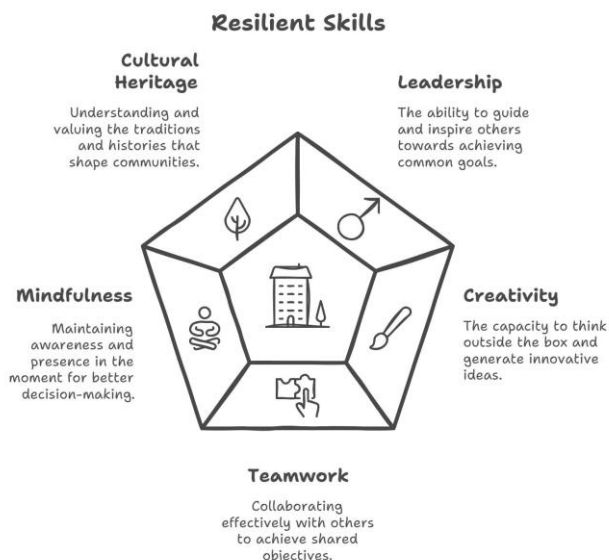 Resilient Skills
Cultural
Heritage
Understanding and
valuing the traditions
and histories that
shape communities.
Leadership
The ability to guide
and inspire others
towards achieving
common goals.
Mindfulness
Maintaining
awareness and
presence in the
moment for better
decision-making.
Creativity
The capacity to think
outside the box and
generate innovative
ideas.
Teamwork
Collaborating
effectively with others
to achieve shared
objectives.